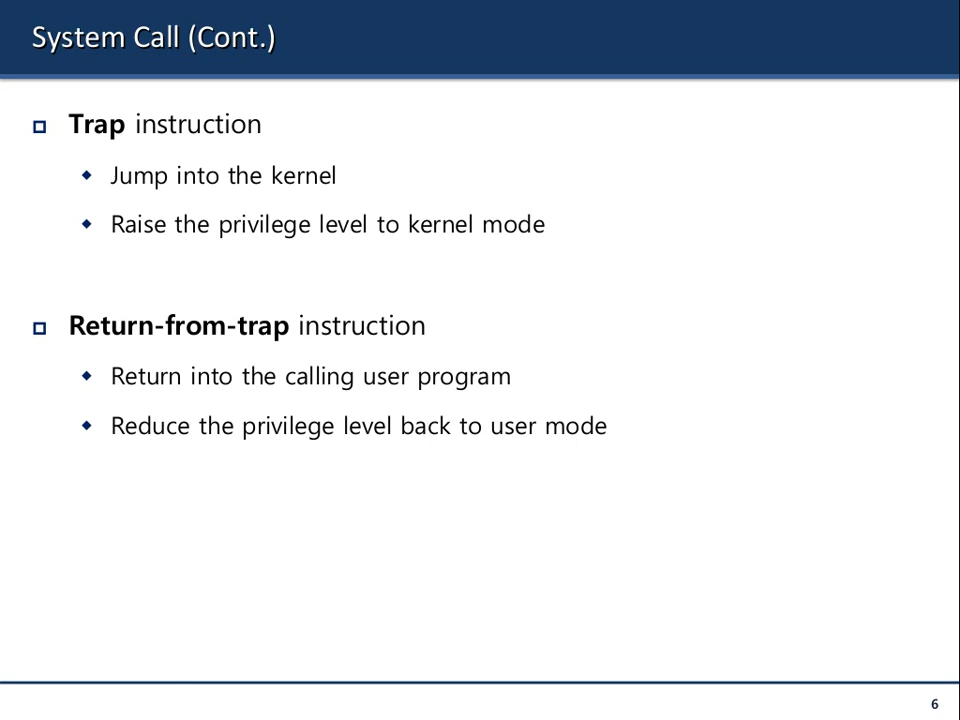 System Call (Cont.)
Trap instruction
Jump into the kernel
Raise the privilege level to kernel mode
Return-from-trap instruction
Return into the calling user program
Reduce the privilege level back to user mode
6